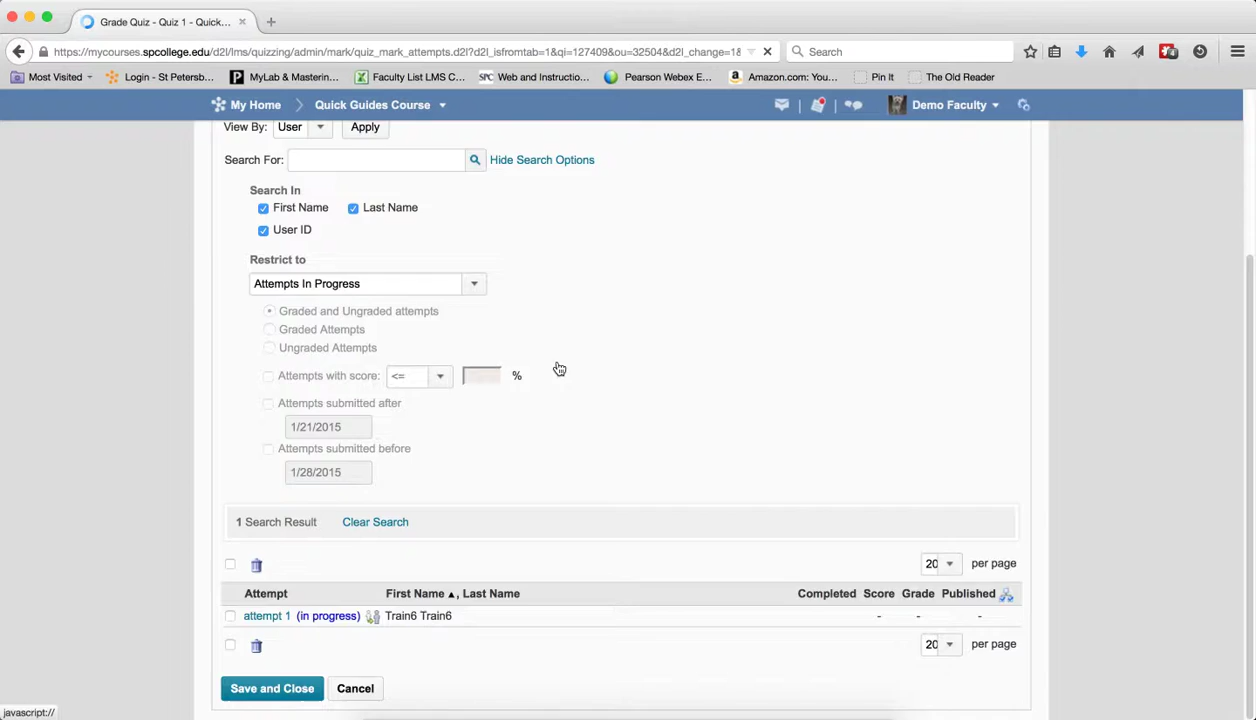 Grade Quiz - Quiz 1 - Quick...
https://mycourses.spcollege.edu/d2l/lms/quizzing/admin/mark/quiz_mark_attempts.d2l?d2l_isfromtab=1&qi=127409&ou=32504&d2l_change=1& Search
Most Visited Login - St Petersb... MyLab & Mastering... Faculty List LMS C... SPC Web and Instructio... Pearson Webex E... Amazon.com: You... Pin It The Old Reader
My Home Quick Guides Course Demo Faculty
View By: User Apply
Search For: Hide Search Options
Search In
First Name Last Name
User ID
Restrict to
Attempts In Progress
Graded and Ungraded attempts
Graded Attempts
Ungraded Attempts
Attempts with score: <= %
Attempts submitted after
1/21/2015
Attempts submitted before
1/28/2015
1 Search Result Clear Search
20 per page
Attempt First Name ▲, Last Name Completed Score Grade Published
attempt 1 (in progress) Train6 Train6 - - -
20 per page
Save and Close Cancel
javascript://